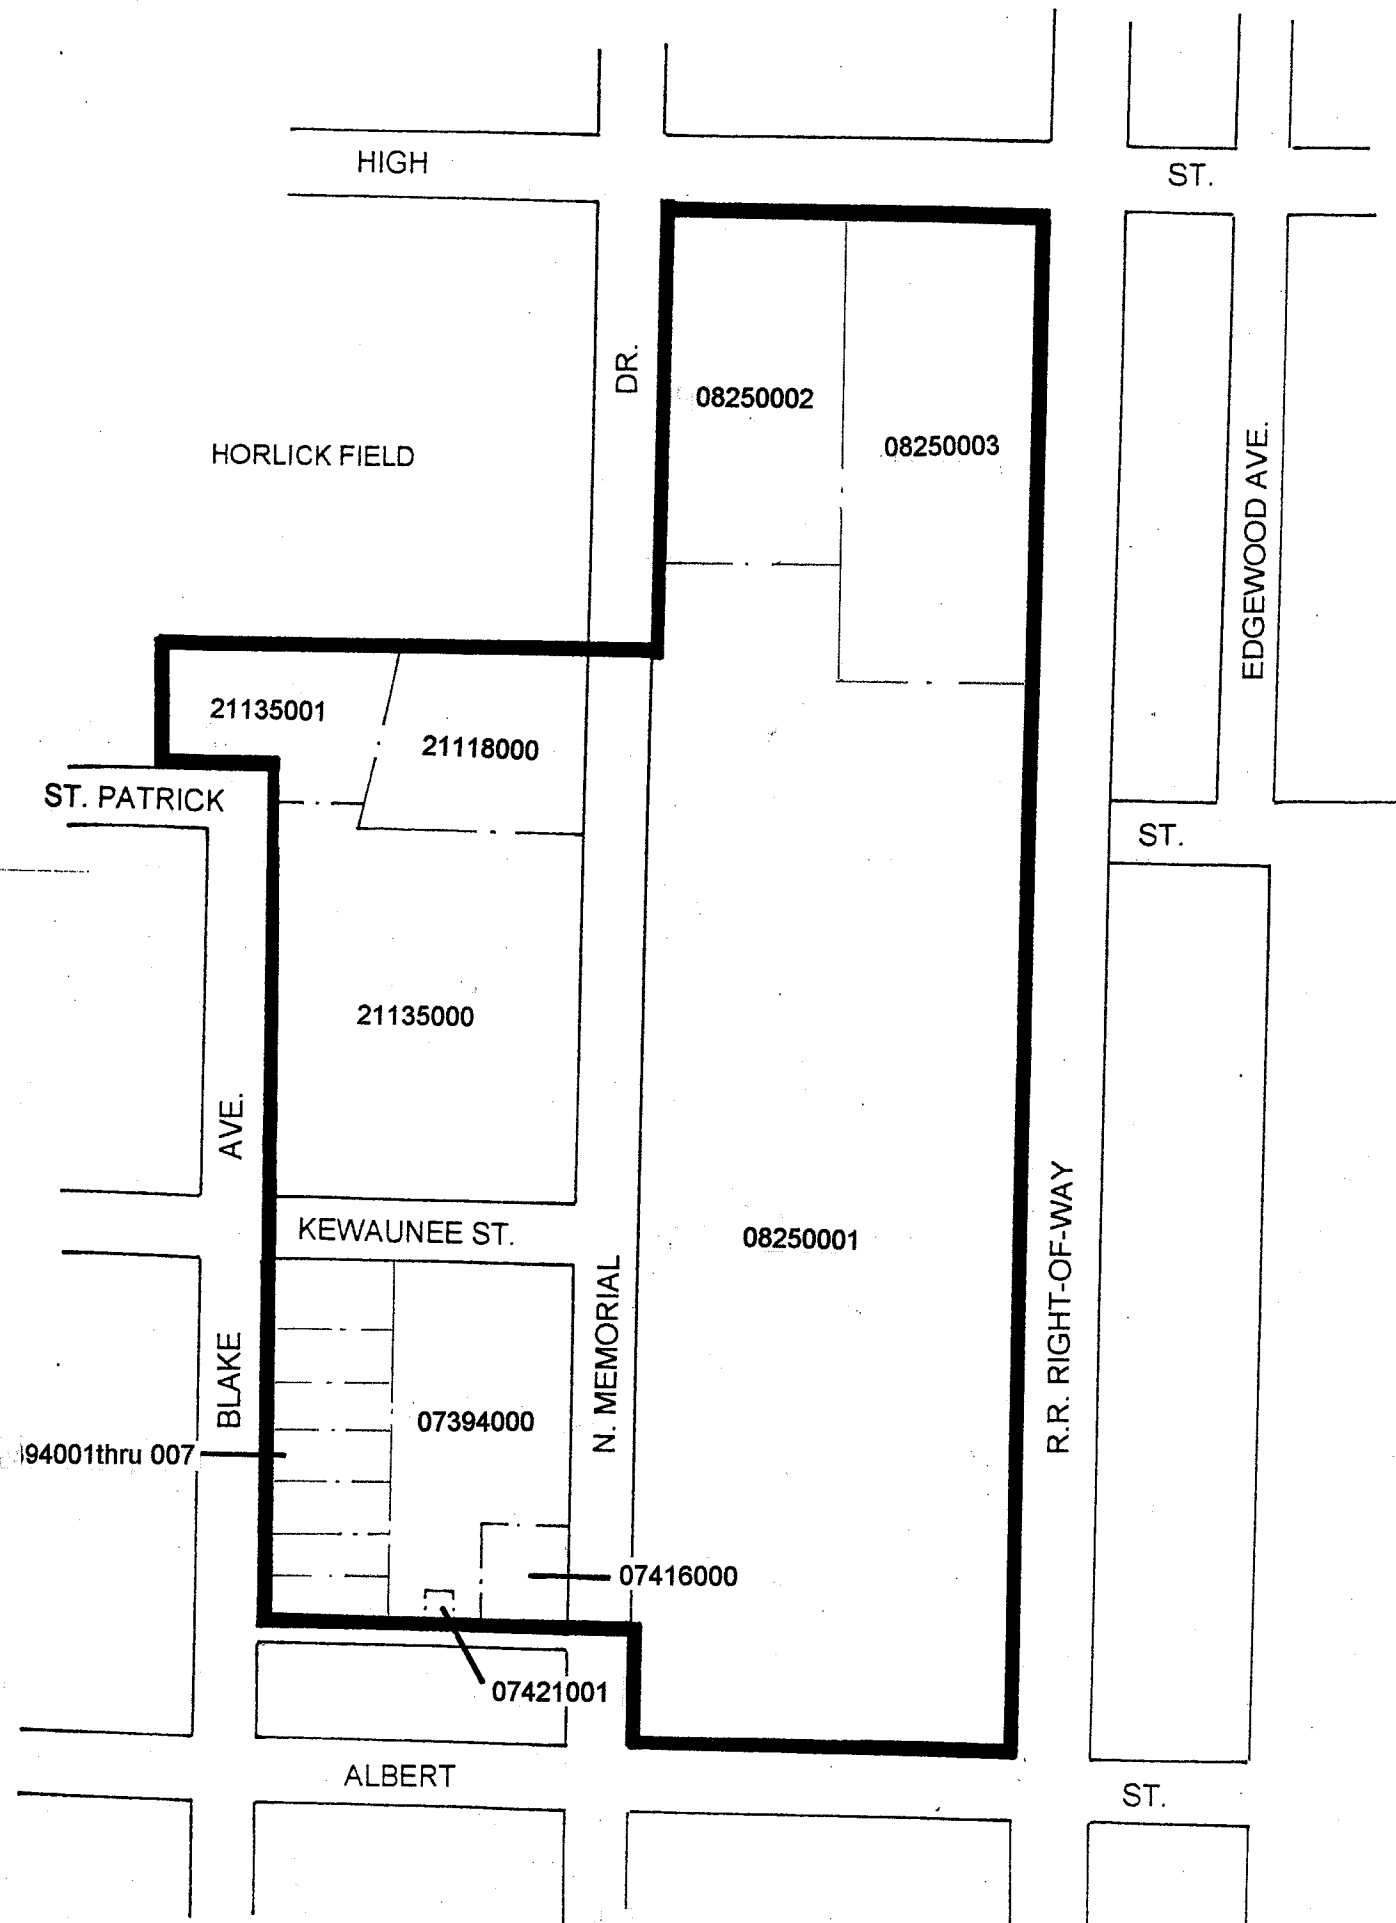 HIGH
ST.
DR.
08250002
08250003
HORLICK FIELD
EDGEWOOD AVE.
21135001
21118000
ST. PATRICK
ST.
21135000
AVE.
KEWAUNEE ST.
08250001
R.R. RIGHT-OF-WAY
N. MEMORIAL
BLAKE
07394000
94001thru 007
07416000
07421001
ALBERT
ST.